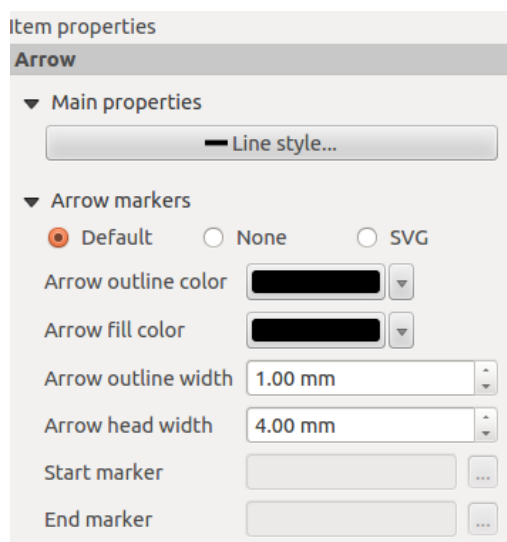 Item properties
Arrow
Main properties
Line style...
Arrow markers
Default None SVG
Arrow outline color
Arrow fill color
Arrow outline width 1.00 mm
Arrow head width 4.00 mm
Start marker ...
End marker ...